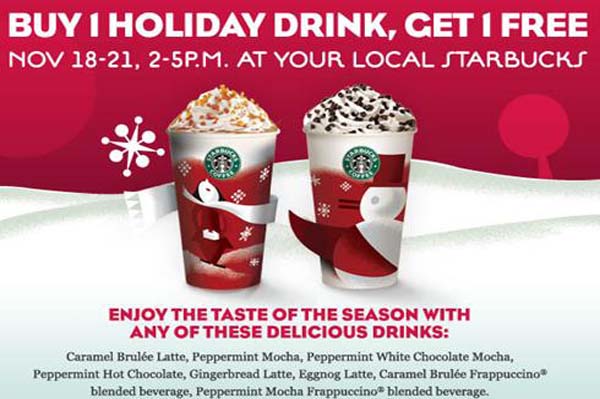 BUY 1 HOLIDAY DRINK, GET 1 FREE
NOV 18-21, 2-5P.M. AT YOUR LOCAL STARBUCKS
STARBUCKS COFFEE
STARBUCKS COFFEE
ENJOY THE TASTE OF THE SEASON WITH
ANY OF THESE DELICIOUS DRINKS:
Caramel Brulée Latte, Peppermint Mocha, Peppermint White Chocolate Mocha,
Peppermint Hot Chocolate, Gingerbread Latte, Eggnog Latte, Caramel Brulée Frappuccino®
blended beverage, Peppermint Mocha Frappuccino® blended beverage.